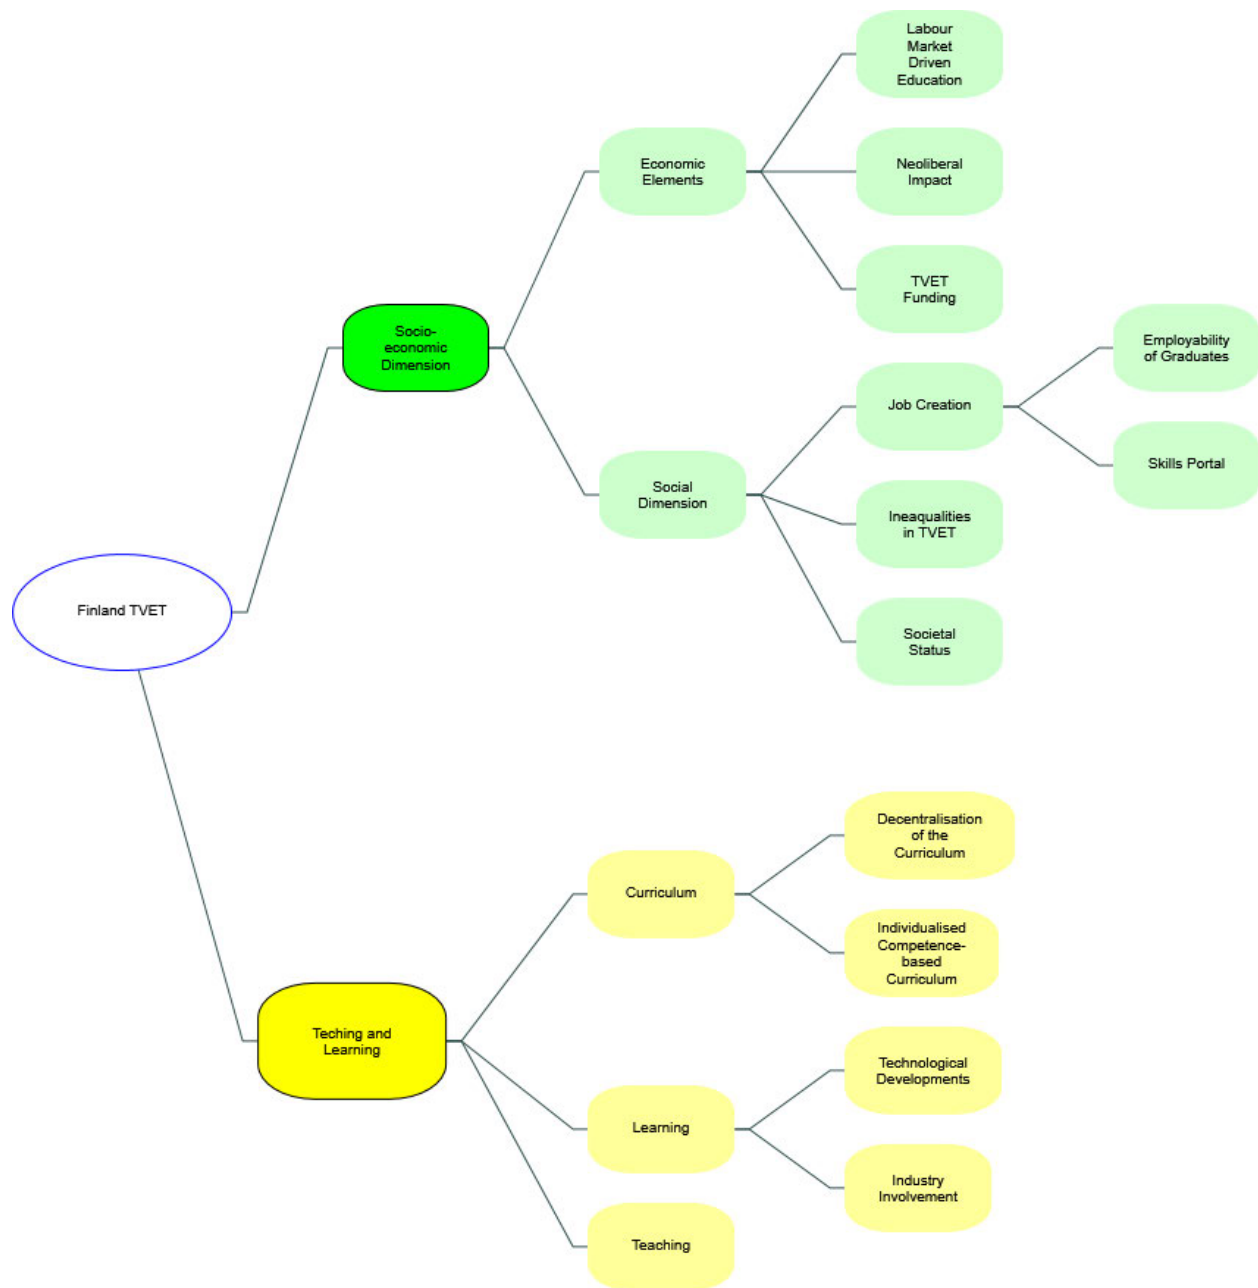 Labour
Market
Driven
Education
Economic
Elements
Neoliberal
Impact
TVET
Funding
Socio-
economic
Dimension
Employability
of Graduates
Job Creation
Skills Portal
Social
Dimension
Ineaqualities
in TVET
Societal
Status
Finland TVET
Decentralisation
of the
Curriculum
Curriculum
Individualised
Competence-
based
Curriculum
Teching and
Learning
Technological
Developments
Learning
Industry
Involvement
Teaching